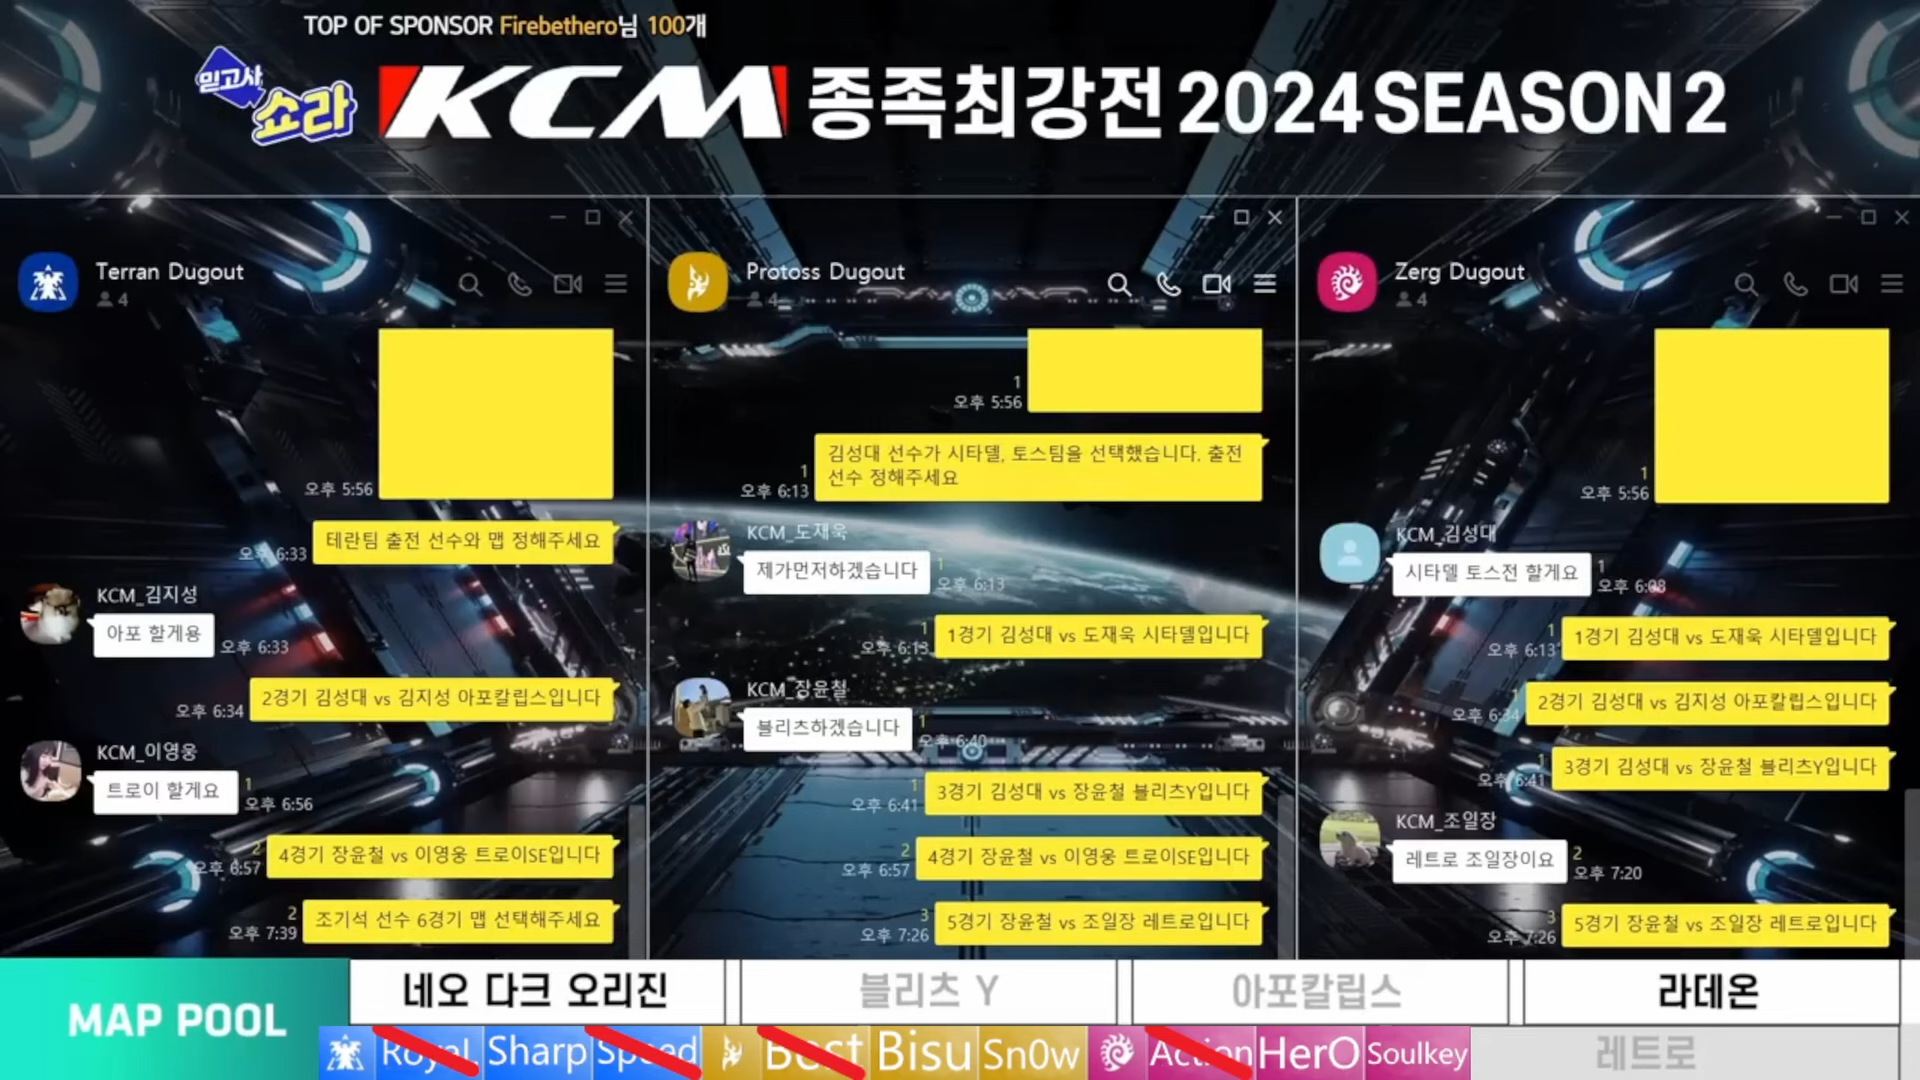 TOP OF SPONSOR Firebethero님 100개
믿고사
쇼라
KCM 종족최강전 2024 SEASON 2
Terran Dugout
4
오후 5:56
테란팀 출전 선수와 맵 정해주세요
오후 6:33
KCM_김지성
아포 할게용
오후 6:33
2경기 김성대 vs 김지성 아포칼립스입니다
오후 6:34
KCM_이영웅
트로이 할게요
1
오후 6:56
4경기 장윤철 vs 이영웅 트로이SE입니다
2
오후 6:57
조기석 선수 6경기 맵 선택해주세요
2
오후 7:39
Protoss Dugout
4
1
오후 5:56
김성대 선수가 시타델, 토스팀을 선택했습니다. 출전
선수 정해주세요
1
오후 6:13
KCM_도재욱
제가먼저하겠습니다
1
오후 6:13
1경기 김성대 vs 도재욱 시타델입니다
1
오후 6:13
KCM_장윤철
블리츠하겠습니다
1
오후 6:40
3경기 김성대 vs 장윤철 블리츠Y입니다
1
오후 6:41
4경기 장윤철 vs 이영웅 트로이SE입니다
2
오후 6:57
5경기 장윤철 vs 조일장 레트로입니다
3
오후 7:26
Zerg Dugout
4
1
오후 5:56
KCM_김성대
시타델 토스전 할게요
1
오후 6:08
1경기 김성대 vs 도재욱 시타델입니다
1
오후 6:13
2경기 김성대 vs 김지성 아포칼립스입니다
1
오후 6:34
3경기 김성대 vs 장윤철 블리츠Y입니다
1
오후 6:41
KCM_조일장
레트로 조일장이요
2
오후 7:20
5경기 장윤철 vs 조일장 레트로입니다
3
오후 7:26
MAP POOL
네오 다크 오리진
블리츠 Y
아포칼립스
라데온
Royal Sharp Speed Best Bisu Sn0w Action HerO Soulkey
레트로